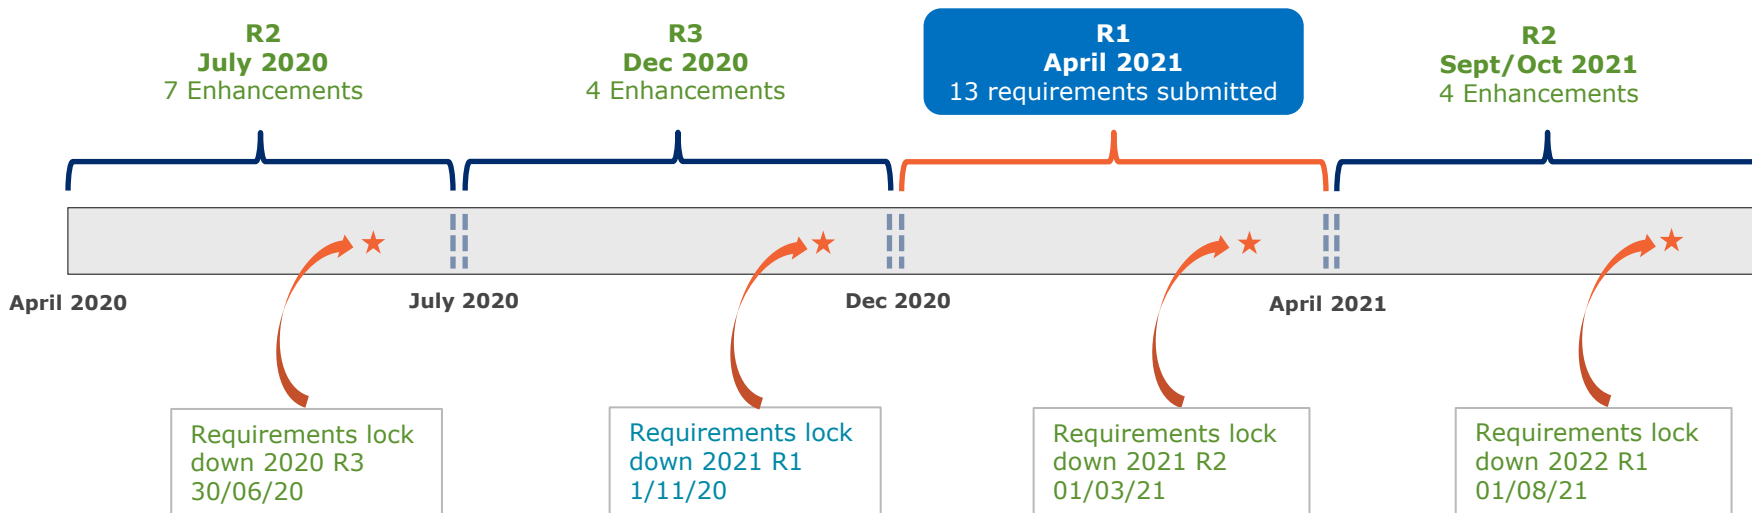 R2
July 2020
7 Enhancements
R3
Dec 2020
4 Enhancements
R1
April 2021
13 requirements submitted
R2
Sept/Oct 2021
4 Enhancements
April 2020
July 2020
Dec 2020
April 2021
Requirements lock
down 2020 R3
30/06/20
Requirements lock
down 2021 R1
1/11/20
Requirements lock
down 2021 R2
01/03/21
Requirements lock
down 2022 R1
01/08/21